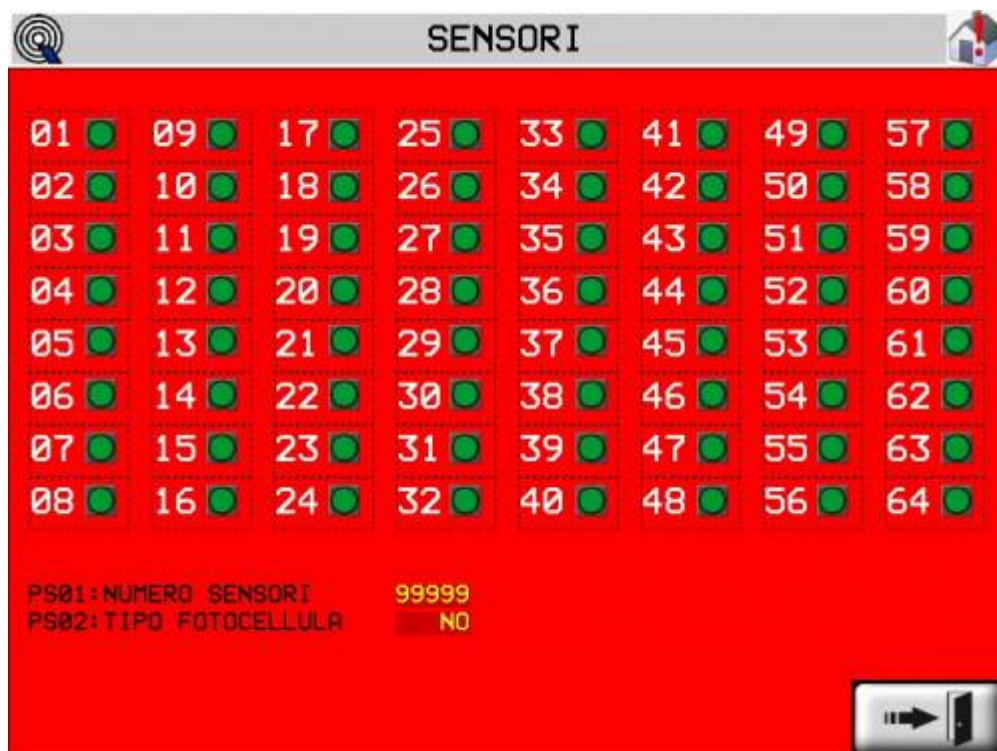 SENSORI
01 09 17 25 33 41 49 57
02 10 18 26 34 42 50 58
03 11 19 27 35 43 51 59
04 12 20 28 36 44 52 60
05 13 21 29 37 45 53 61
06 14 22 30 38 46 54 62
07 15 23 31 39 47 55 63
08 16 24 32 40 48 56 64
PS01:NUMERO SENSORI 99999
PS02:TIPO FOTOCELLULA NO